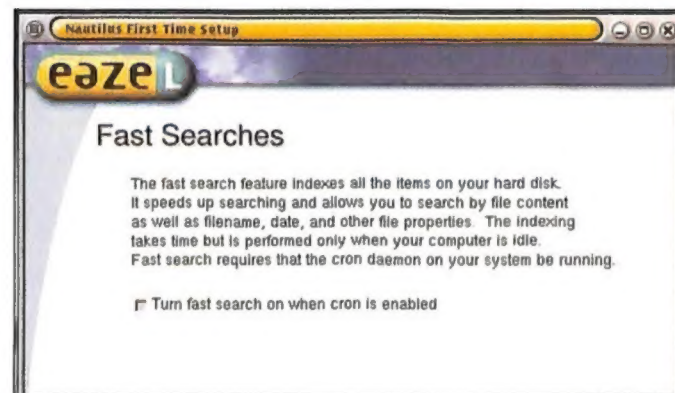 Nautilus First Time Setup
eazel
Fast Searches
The fast search feature indexes all the items on your hard disk.
It speeds up searching and allows you to search by file content
as well as filename, date, and other file properties. The indexing
takes time but is performed only when your computer is idle.
Fast search requires that the cron daemon on your system be running.
Turn fast search on when cron is enabled